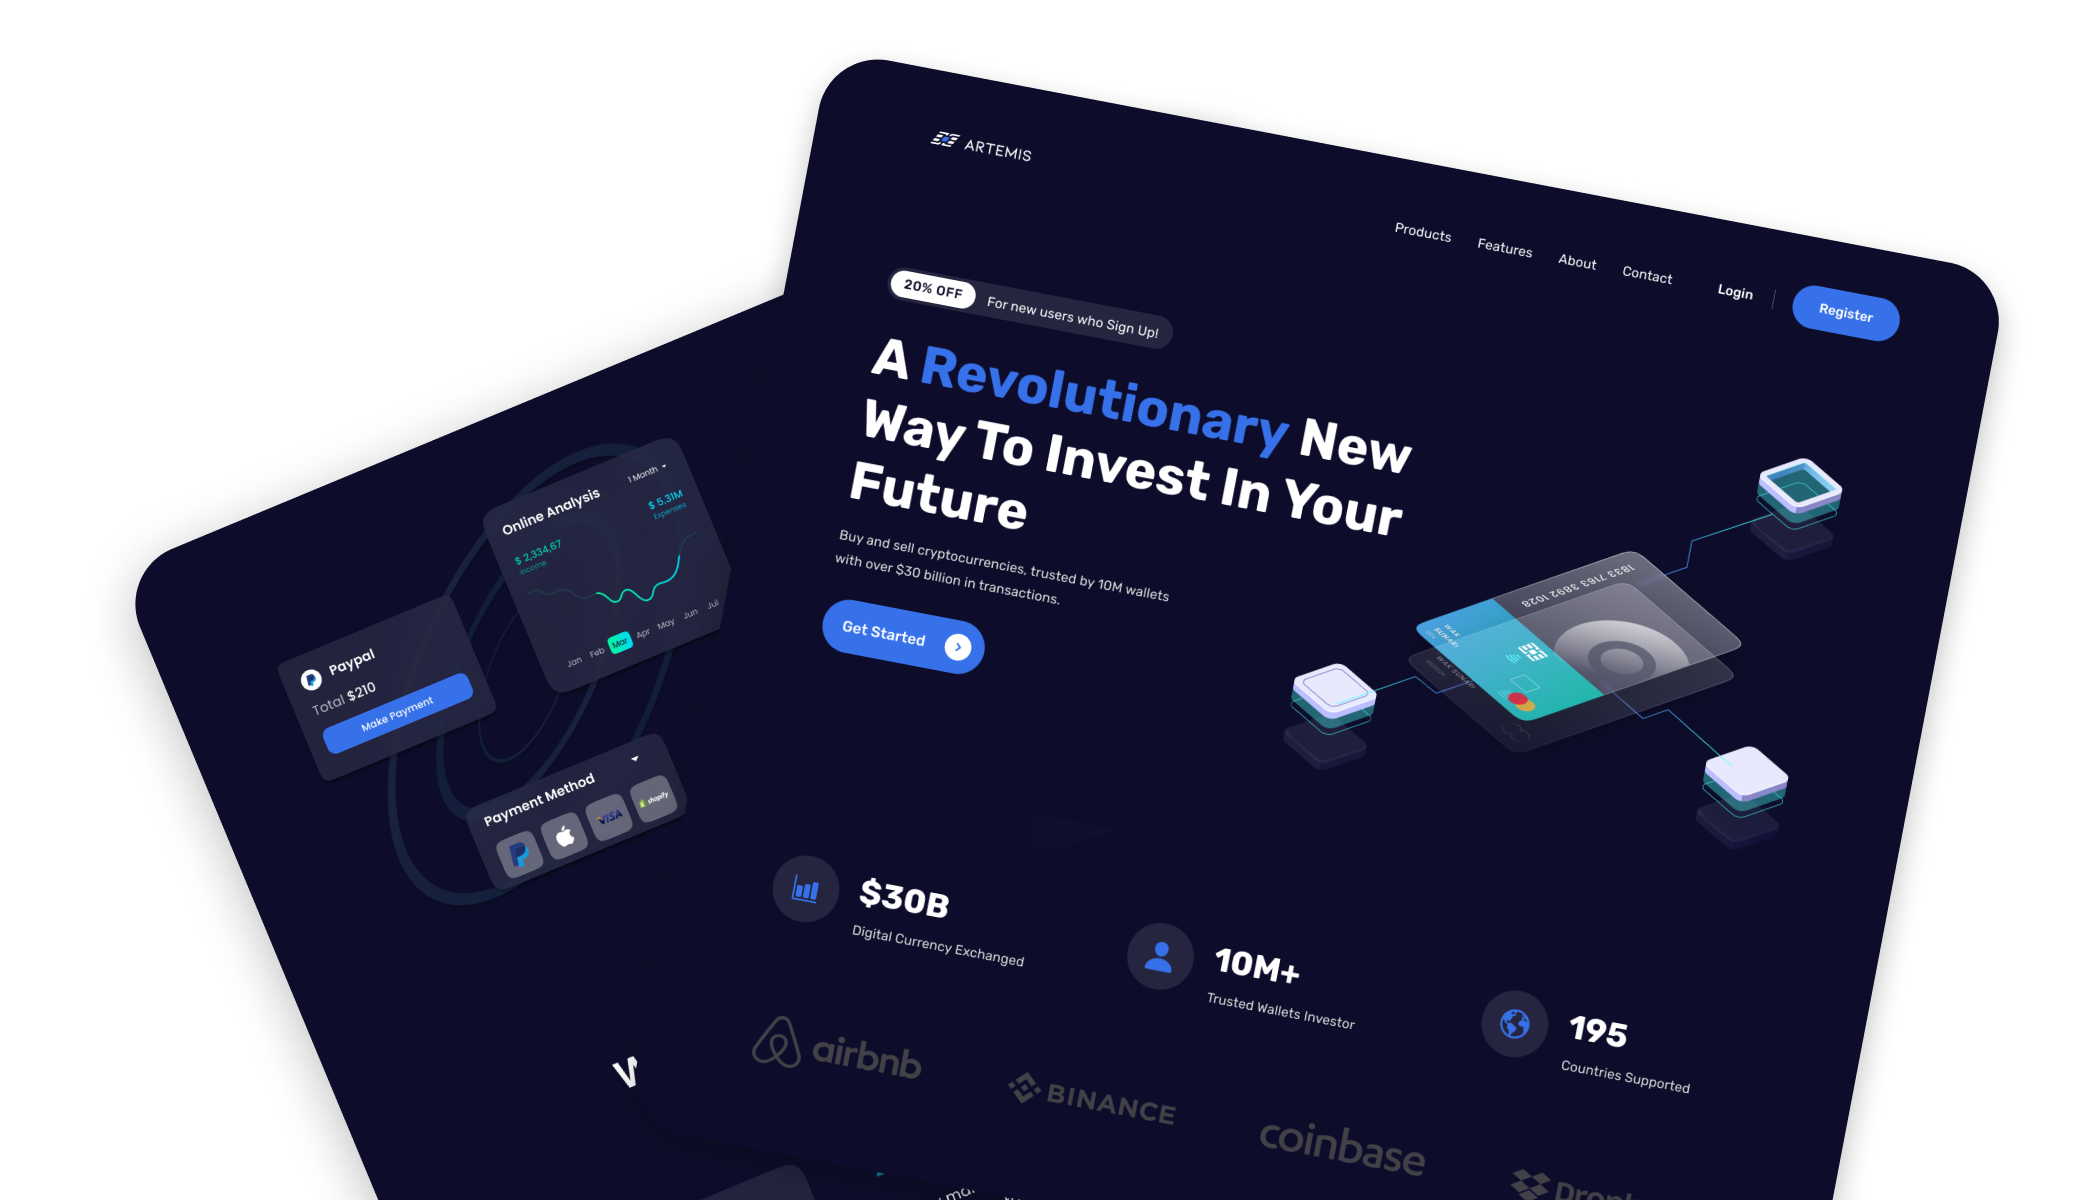 ARTEMIS
Products Features About Contact Login Register
20% OFF For new users who Sign Up!
A Revolutionary New
Way To Invest In Your
Future
Buy and sell cryptocurrencies, trusted by 10M wallets
with over $30 billion in transactions.
Get Started
1833 7163 3892 1028
WAX
SUNARI
WAX SUNARI
$30B
Digital Currency Exchanged
10M+
Trusted Wallets Investor
195
Countries Supported
airbnb
BINANCE
coinbase
Online Analysis
1 Month
$ 5.31M
Expenses
$ 2,334,67
Income
Jan Feb Mar Apr May Jun Jul
Paypal
Total $210
Make Payment
Payment Method
VISA
shopify